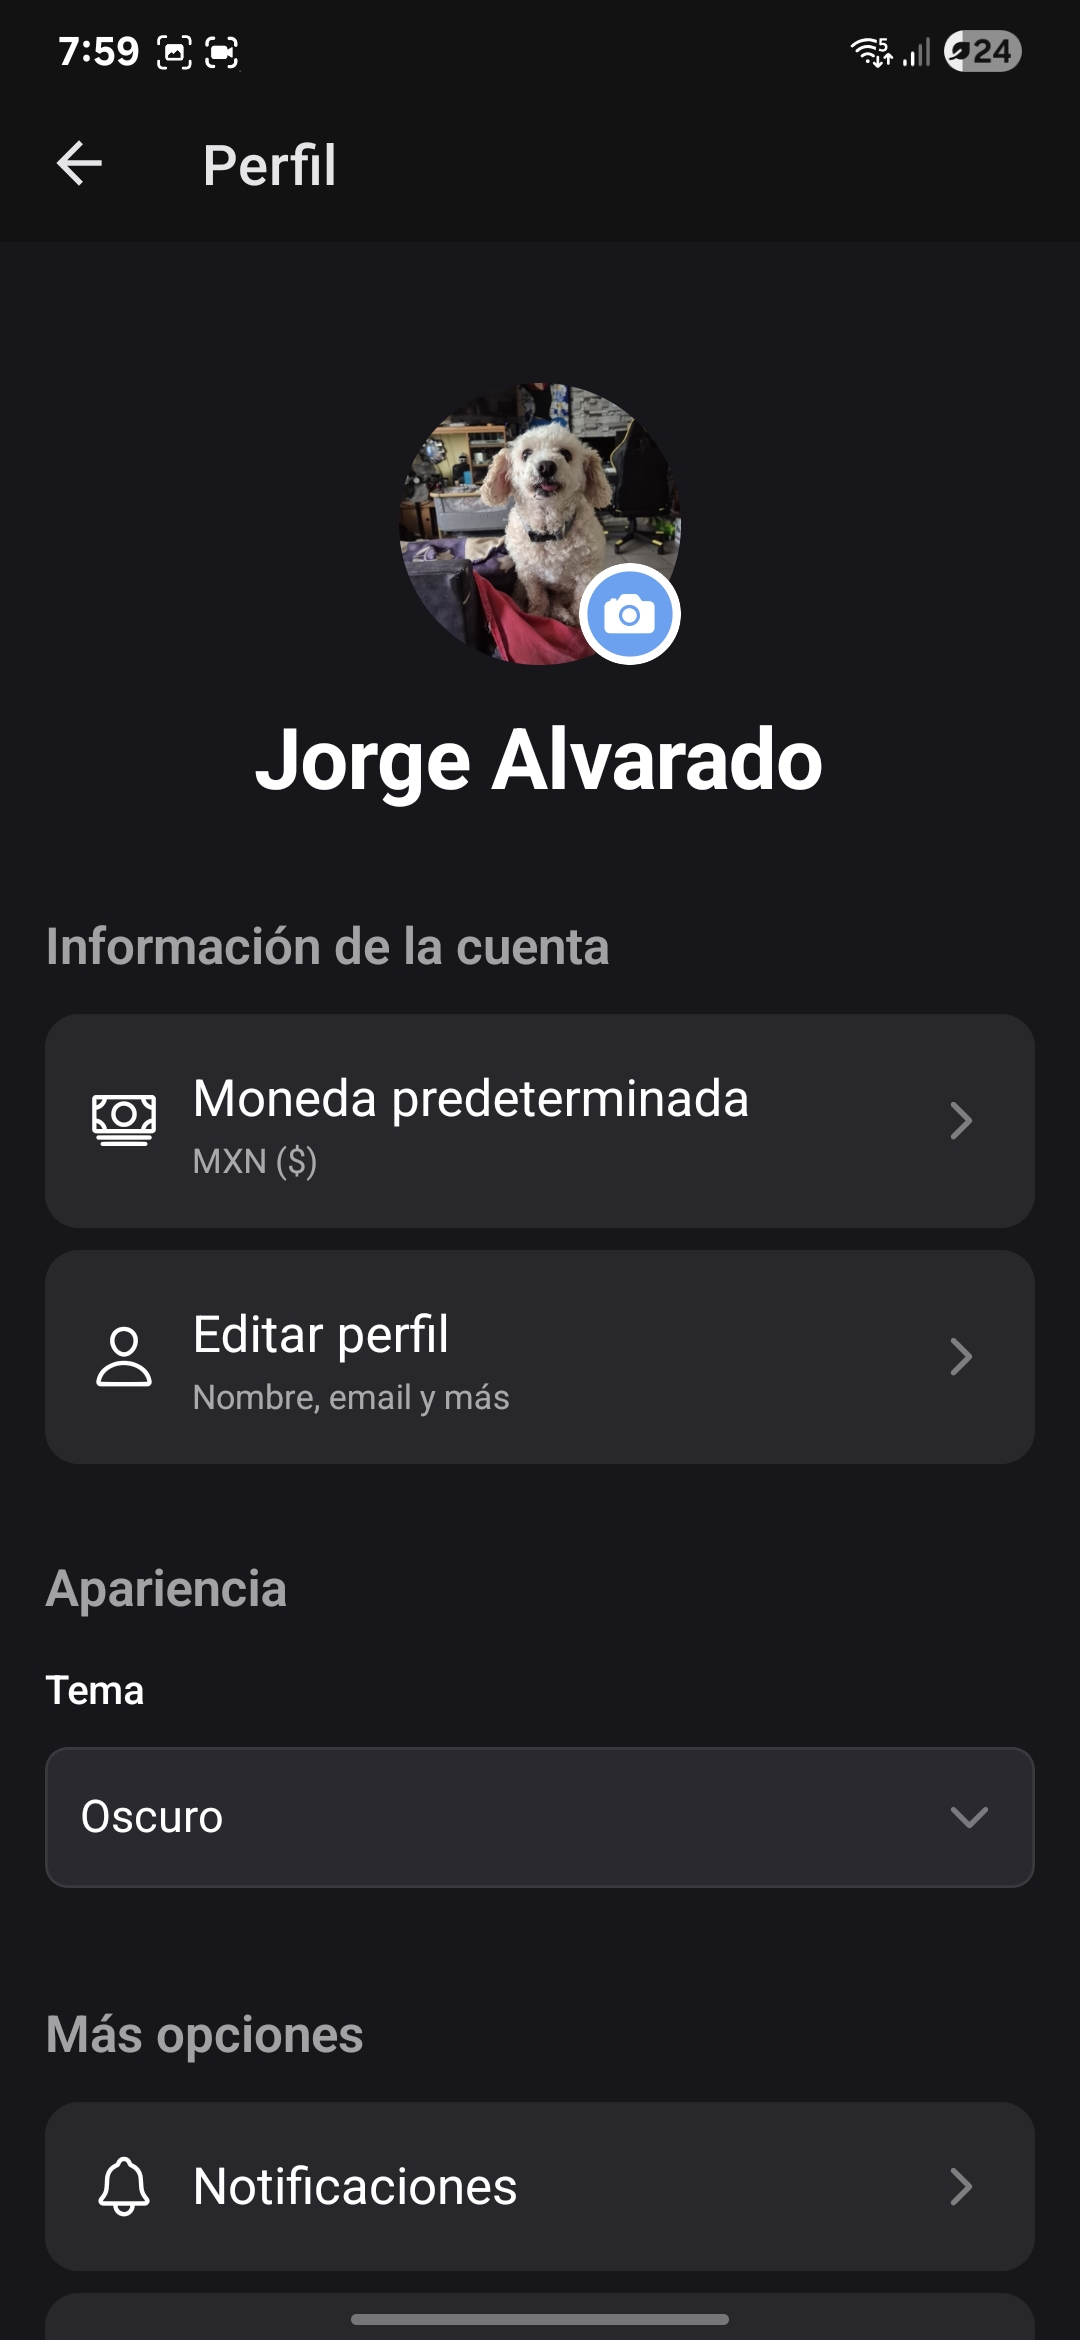 7:59
5
24
Perfil
Jorge Alvarado
Información de la cuenta
Moneda predeterminada
MXN ($)
Editar perfil
Nombre, email y más
Apariencia
Tema
Oscuro
Más opciones
Notificaciones